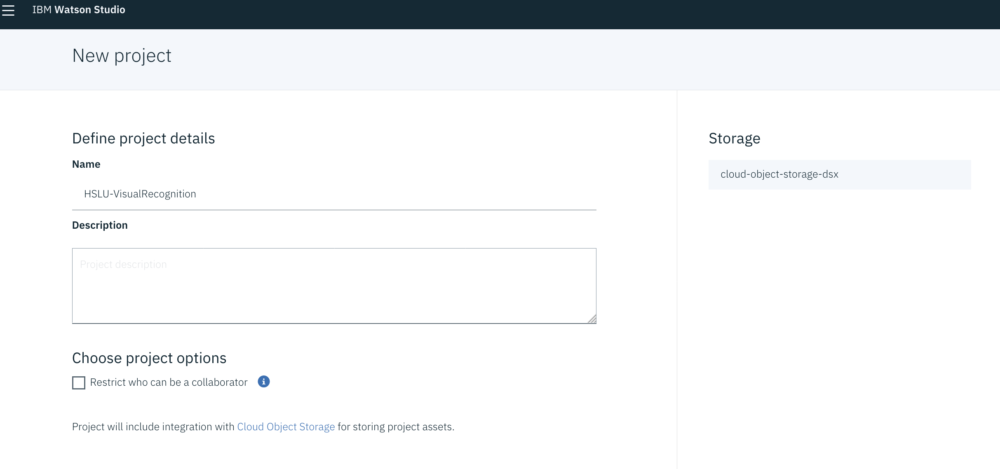 IBM Watson Studio
New project
Define project details
Name
HSLU-VisualRecognition
Description
Project description
Choose project options
Restrict who can be a collaborator
Project will include integration with Cloud Object Storage for storing project assets.
Storage
cloud-object-storage-dsx